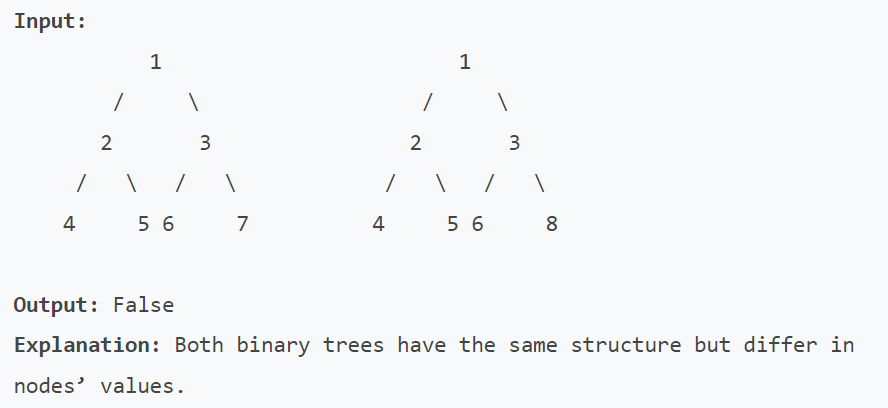 Input:
            1                        1
         /     \                  /     \
        2       3                2       3
      /   \   /   \            /   \   /   \
     4     5 6     7          4     5 6     8
Output: False
Explanation: Both binary trees have the same structure but differ in
nodes’ values.